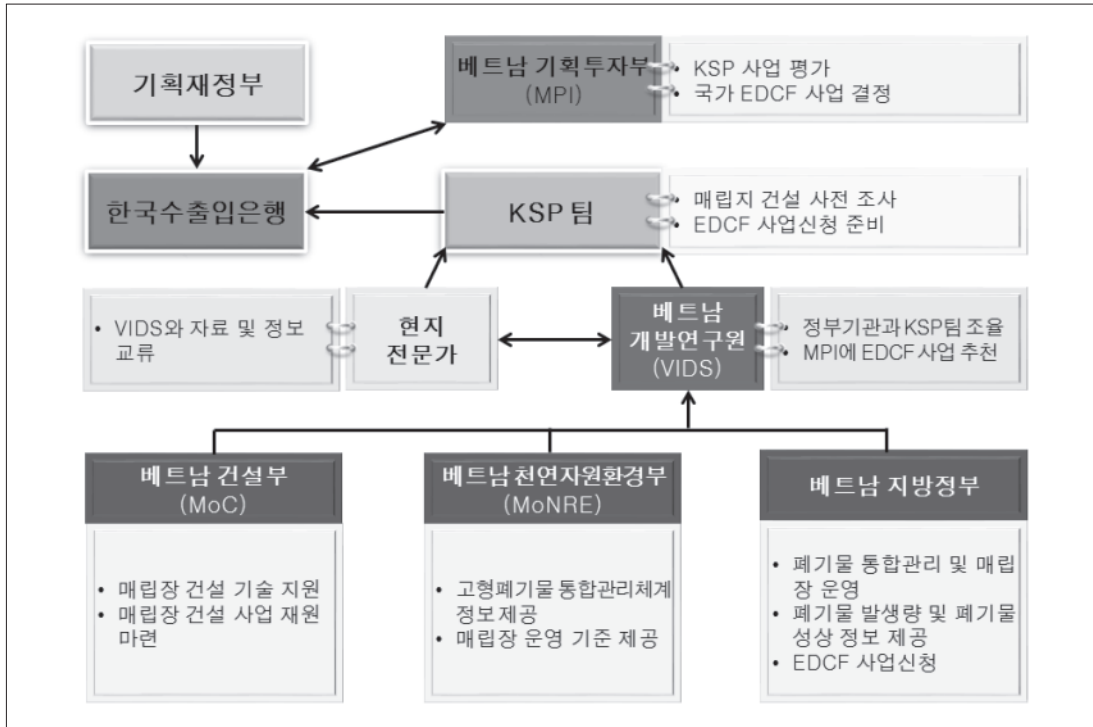 기획재정부
베트남 기획투자부
(MPI)
• KSP 사업 평가
• 국가 EDCF 사업 결정
한국수출입은행
KSP 팀
• 매립지 건설 사전 조사
• EDCF 사업신청 준비
• VIDS와 자료 및 정보
교류
현지
전문가
베트남
개발연구원
(VIDS)
• 정부기관과 KSP팀 조율
• MPI에 EDCF 사업 추천
베트남 건설부
(MoC)
• 매립장 건설 기술 지원
• 매립장 건설 사업 재원
마련
베트남 천연자원환경부
(MoNRE)
• 고형폐기물 통합관리체계
정보 제공
• 매립장 운영 기준 제공
베트남 지방정부
• 폐기물 통합관리 및 매립
장 운영
• 폐기물 발생량 및 폐기물
성상 정보 제공
• EDCF 사업신청